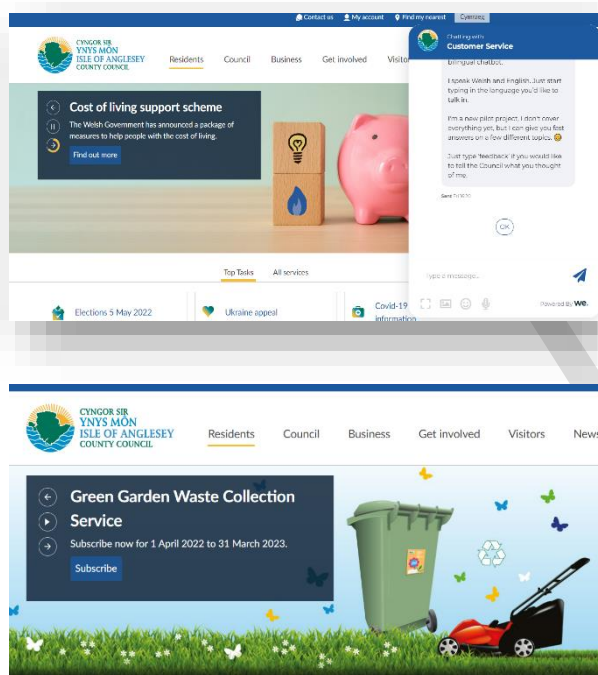 Contact us My account Find my nearest Cymraeg
CYNGOR SIR
YNYS MÔN
ISLE OF ANGLESEY
COUNTY COUNCIL
Residents Council Business Get involved Visitor
Chatting with
Customer Service
bilingual chatbot.
I speak Welsh and English. Just start
typing in the language you'd like to
talk in.
I'm a new pilot project, I don't cover
everything yet, but I can give you fast
answers on a few different topics.
Just type 'feedback' if you would like
to tell the Council what you thought
of me.
Sent
OK
Type a message...
Powered By we.
Cost of living support scheme
The Welsh Government has announced a package of
measures to help people with the cost of living.
Find out more
Top Tasks All services
Elections 5 May 2022
Ukraine appeal
Covid-19
information
CYNGOR SIR
YNYS MÔN
ISLE OF ANGLESEY
COUNTY COUNCIL
Residents Council Business Get involved Visitors News
Green Garden Waste Collection
Service
Subscribe now for 1 April 2022 to 31 March 2023.
Subscribe